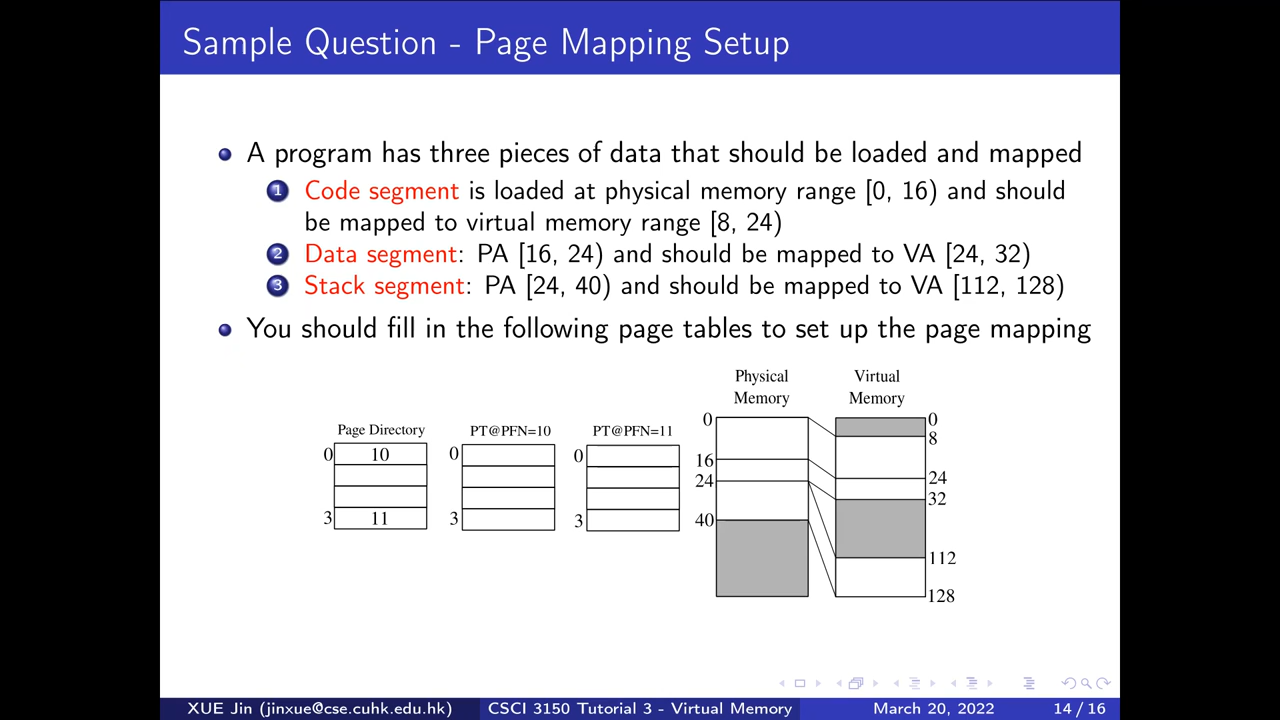 Sample Question - Page Mapping Setup
A program has three pieces of data that should be loaded and mapped
1 Code segment is loaded at physical memory range [0, 16) and should
be mapped to virtual memory range [8, 24)
2 Data segment: PA [16, 24) and should be mapped to VA [24, 32)
3 Stack segment: PA [24, 40) and should be mapped to VA [112, 128)
You should fill in the following page tables to set up the page mapping
Page Directory
0 10
3 11
PT@PFN=10
0
3
PT@PFN=11
0
3
Physical
Memory
0
16
24
40
Virtual
Memory
0
8
24
32
112
128
XUE Jin (jinxue@cse.cuhk.edu.hk) CSCI 3150 Tutorial 3 - Virtual Memory March 20, 2022 14 / 16